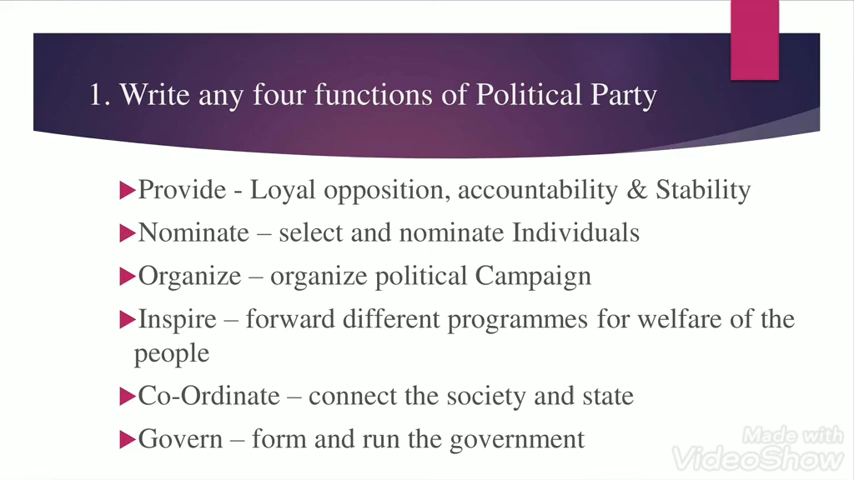 1. Write any four functions of Political Party
Provide - Loyal opposition, accountability & Stability
Nominate – select and nominate Individuals
Organize – organize political Campaign
Inspire – forward different programmes for welfare of the
people
Co-Ordinate – connect the society and state
Govern – form and run the government
Made with
VideoShow